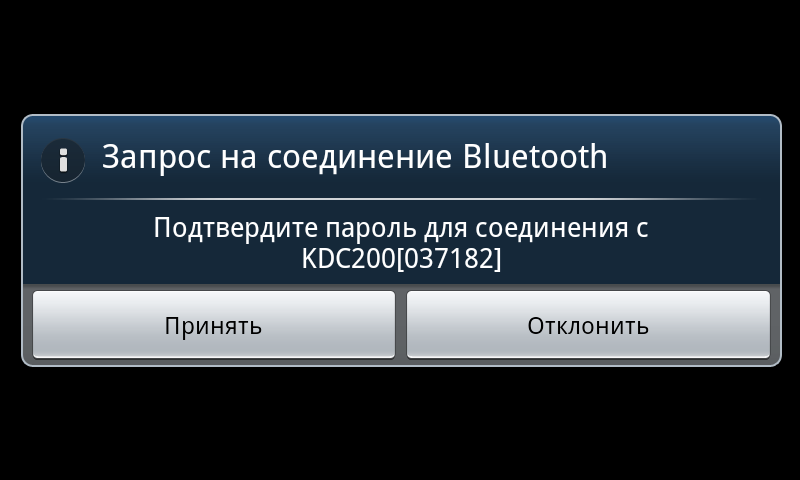 Запрос на соединение Bluetooth
Подтвердите пароль для соединения с
KDC200[037182]
Принять
Отклонить